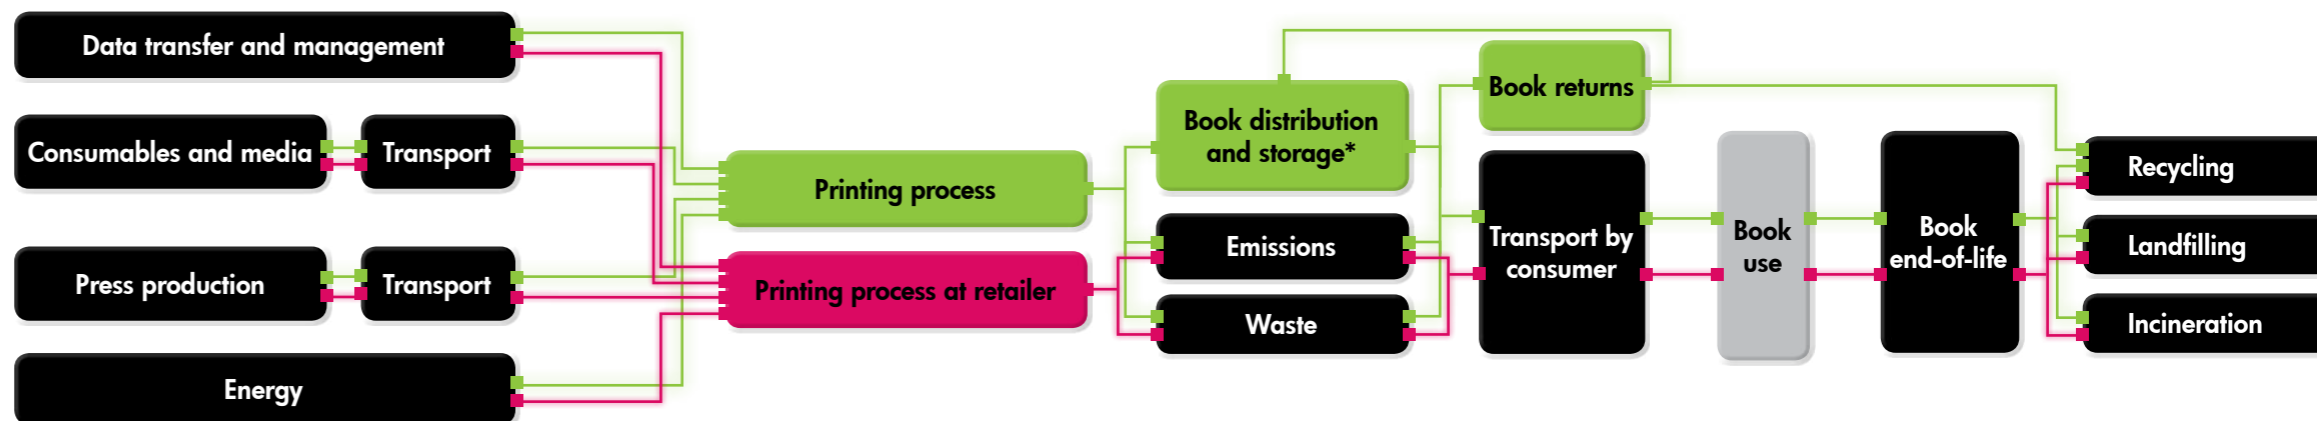 Data transfer and management
Consumables and media
Transport
Press production
Transport
Energy
Printing process
Printing process at retailer
Book distribution
and storage*
Emissions
Waste
Book returns
Transport by
consumer
Book
use
Book
end-of-life
Recycling
Landfilling
Incineration